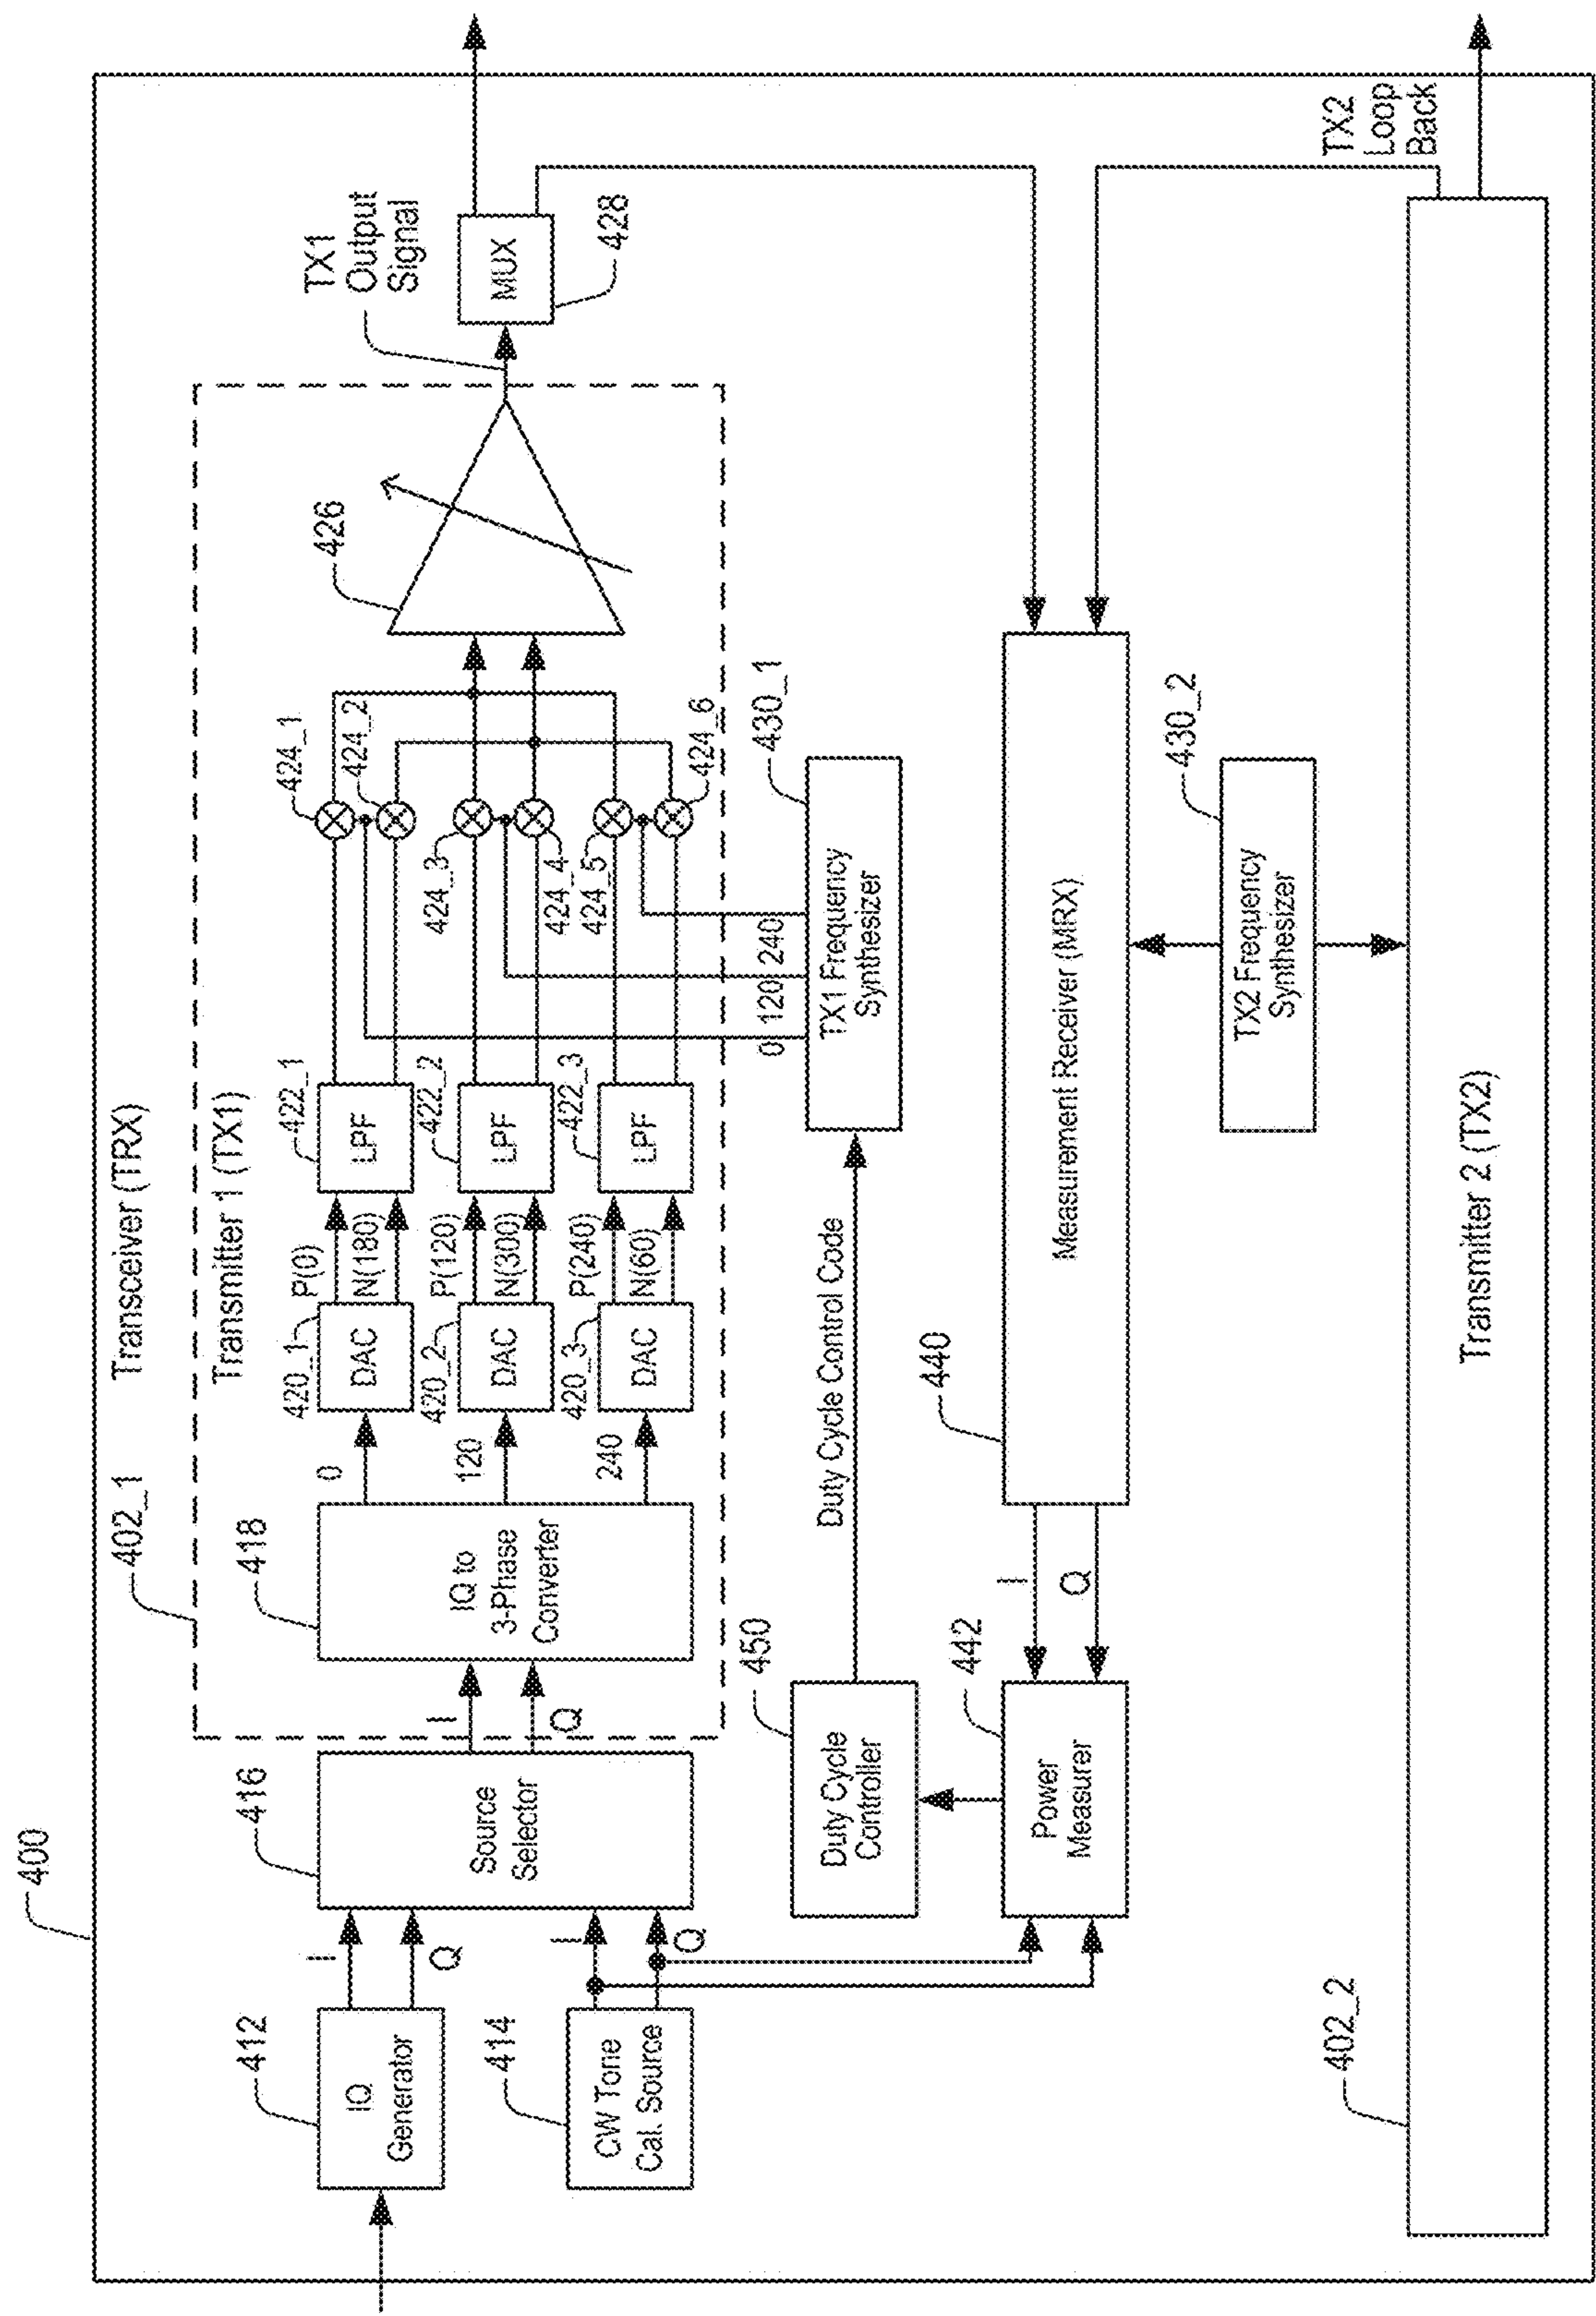 400
Transceiver (TRX)
402_1
Transmitter 1 (TX1)
412
IQ
Generator
I
Q
414
CW Tone
Cal. Source
I
Q
416
Source
Selector
I
Q
418
IQ to
3-Phase
Converter
0
120
240
420_1
DAC
420_2
DAC
420_3
DAC
P(0)
N(180)
P(120)
N(300)
P(240)
N(60)
422_1
LPF
422_2
LPF
422_3
LPF
424_1
424_2
424_3
424_4
424_5
424_6
426
TX1
Output
Signal
MUX
428
0
120
240
430_1
TX1 Frequency
Synthesizer
450
Duty Cycle
Controller
Duty Cycle Control Code
442
Power
Measurer
I
Q
440
Measurement Receiver (MRX)
430_2
TX2 Frequency
Synthesizer
TX2
Loop
Back
402_2
Transmitter 2 (TX2)